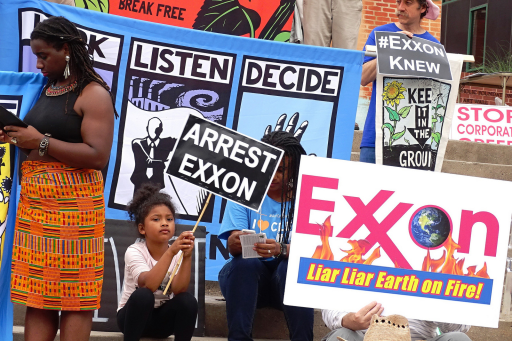 BREAK FREE
LISTEN
DECIDE
#EXXON
KNEW
KEEP
IT IN
THE
GROUND
STOP
CORPORATE
ARREST
EXXON
Exxon
Liar Liar Earth on Fire!